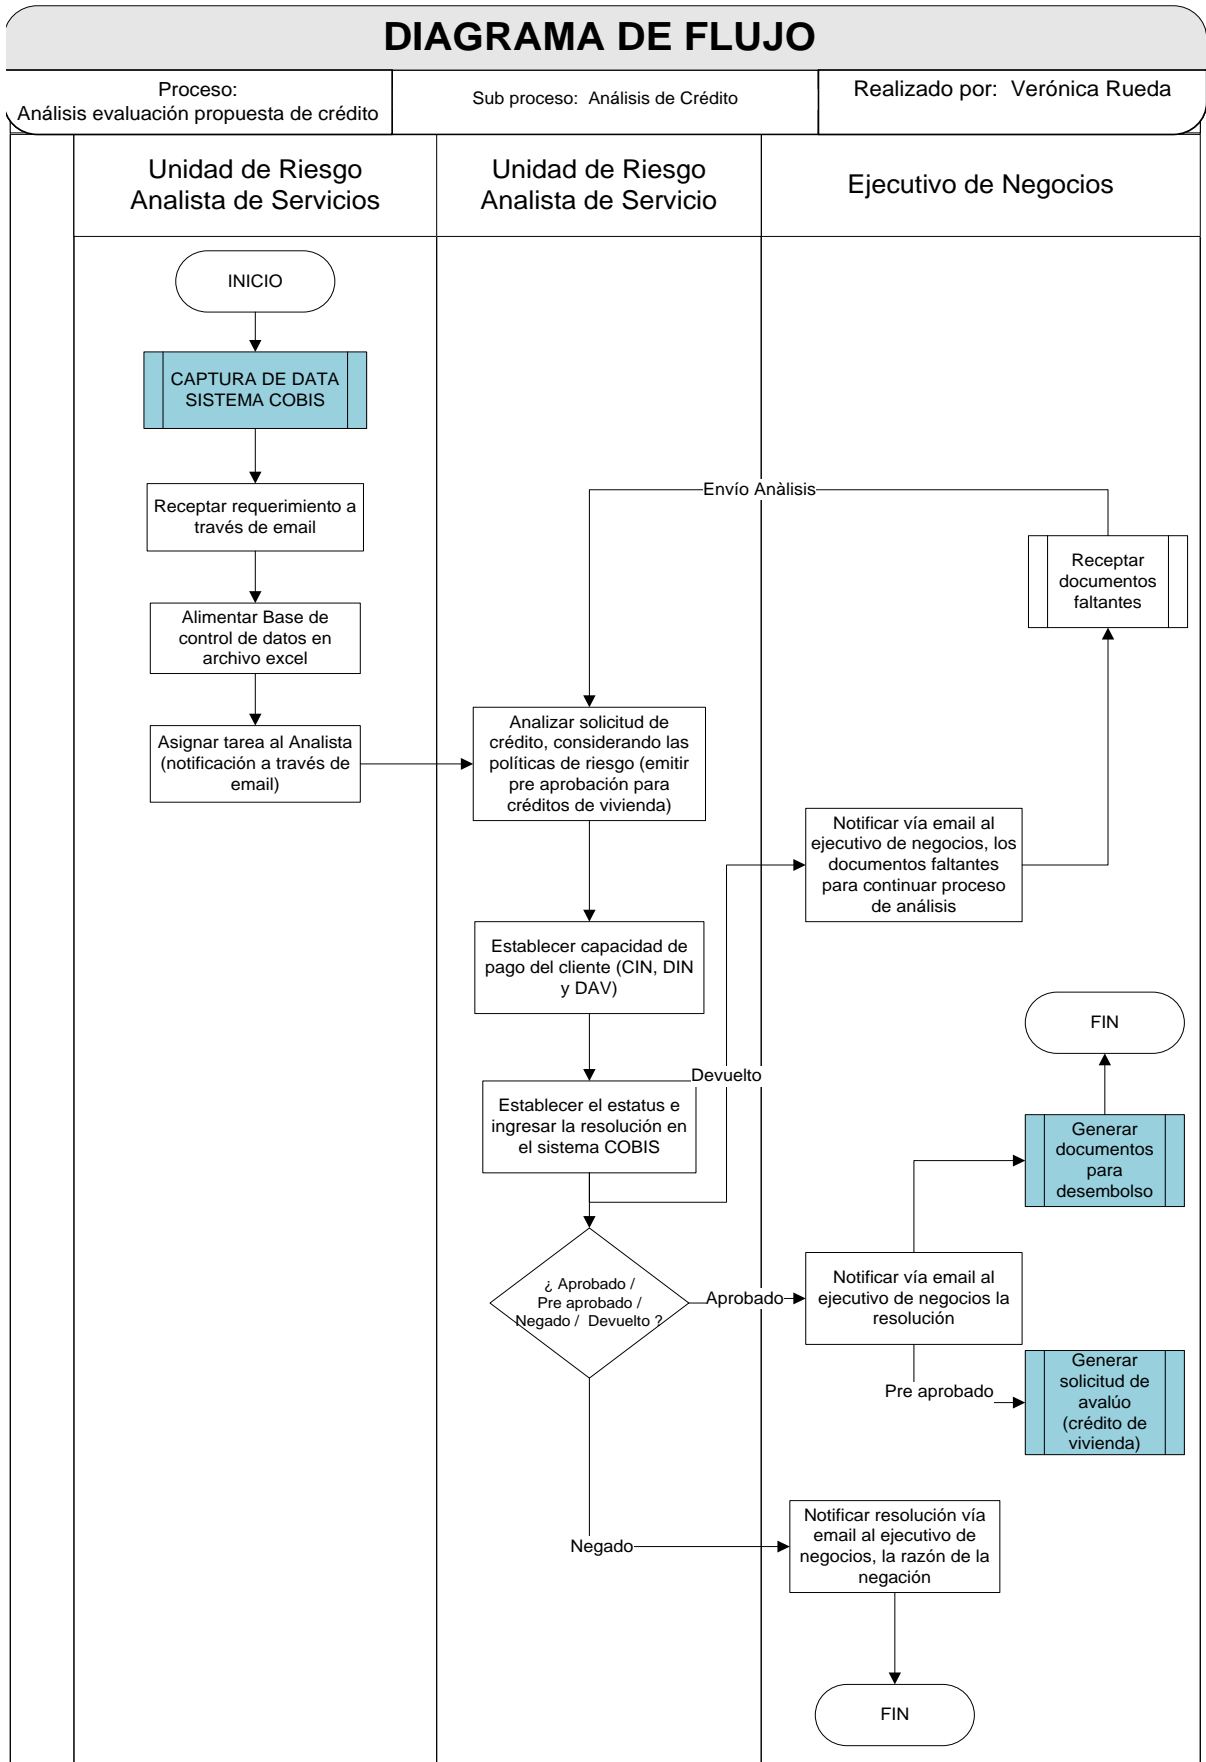 DIAGRAMA DE FLUJO
Proceso:
Análisis evaluación propuesta de crédito
Sub proceso: Análisis de Crédito
Realizado por: Verónica Rueda
Unidad de Riesgo
Analista de Servicios
Unidad de Riesgo
Analista de Servicio
Ejecutivo de Negocios
INICIO
CAPTURA DE DATA
SISTEMA COBIS
Receptar requerimiento a
través de email
Alimentar Base de
control de datos en
archivo excel
Asignar tarea al Analista
(notificación a través de
email)
Envío Anàlisis
Receptar
documentos
faltantes
Analizar solicitud de
crédito, considerando las
políticas de riesgo (emitir
pre aprobación para
créditos de vivienda)
Notificar vía email al
ejecutivo de negocios, los
documentos faltantes
para continuar proceso
de análisis
Establecer capacidad de
pago del cliente (CIN, DIN
y DAV)
FIN
Devuelto
Establecer el estatus e
ingresar la resolución en
el sistema COBIS
Generar
documentos
para
desembolso
¿ Aprobado /
Pre aprobado /
Negado / Devuelto ?
Aprobado
Notificar vía email al
ejecutivo de negocios la
resolución
Pre aprobado
Generar
solicitud de
avalúo
(crédito de
vivienda)
Negado
Notificar resolución vía
email al ejecutivo de
negocios, la razón de la
negación
FIN